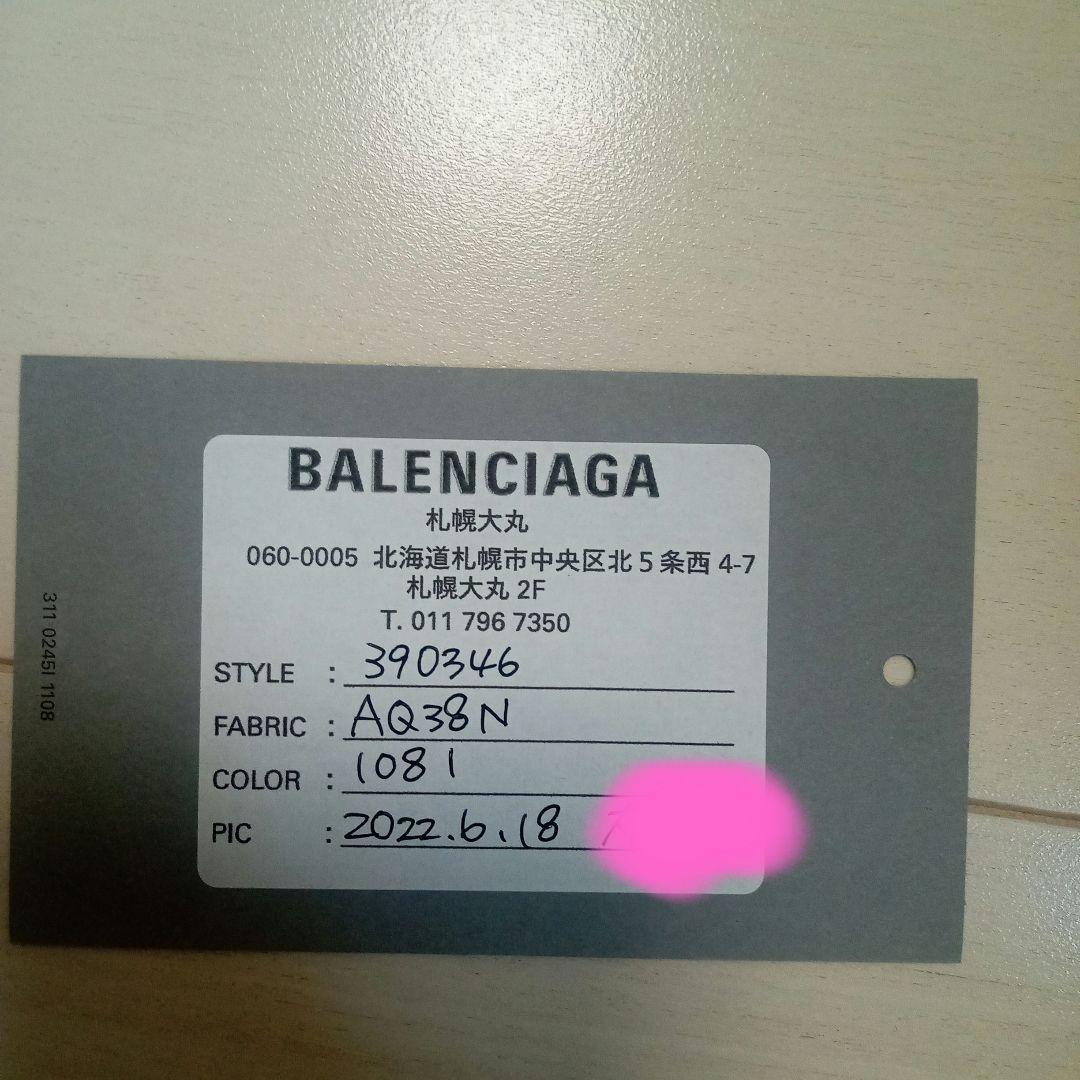 BALENCIAGA
札幌大丸
060-0005 北海道札幌市中央区北5条西4-7
札幌大丸 2F
T. 011 796 7350
STYLE : 390346
FABRIC : AQ38N
COLOR : 1081
PIC : 2022.6.18
311 0245I 1108